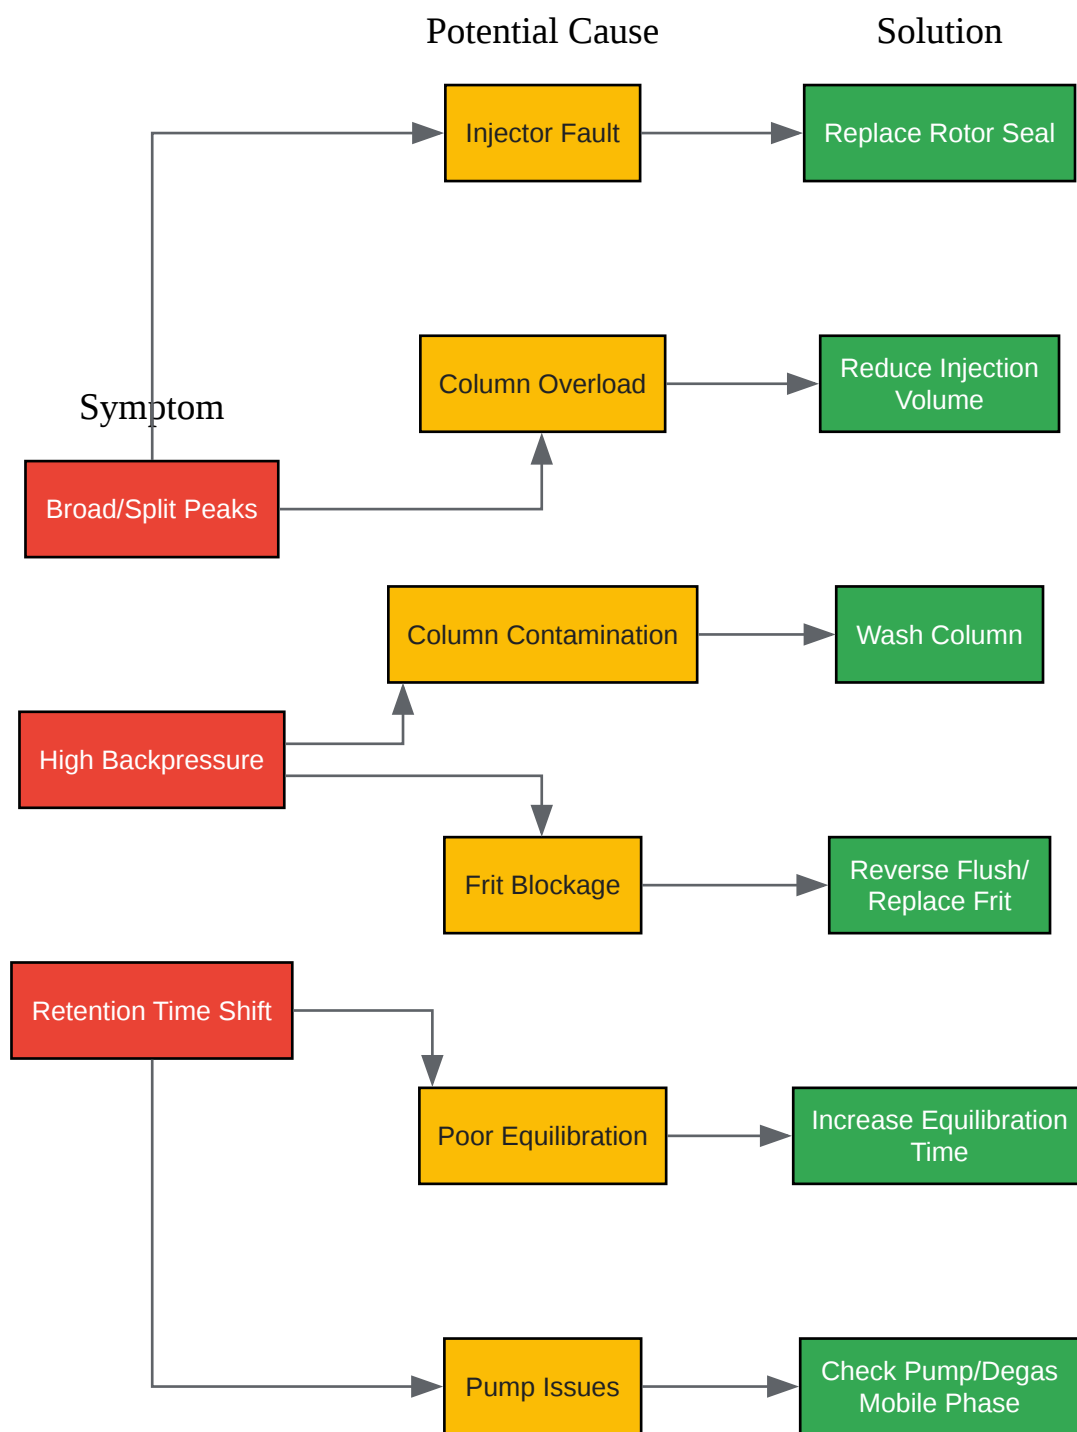 Potential Cause
Solution
Injector Fault
Replace Rotor Seal
Column Overload
Reduce Injection
Volume
Symptom
Broad/Split Peaks
Column Contamination
Wash Column
High Backpressure
Frit Blockage
Reverse Flush/
Replace Frit
Retention Time Shift
Poor Equilibration
Increase Equilibration
Time
Pump Issues
Check Pump/Degas
Mobile Phase